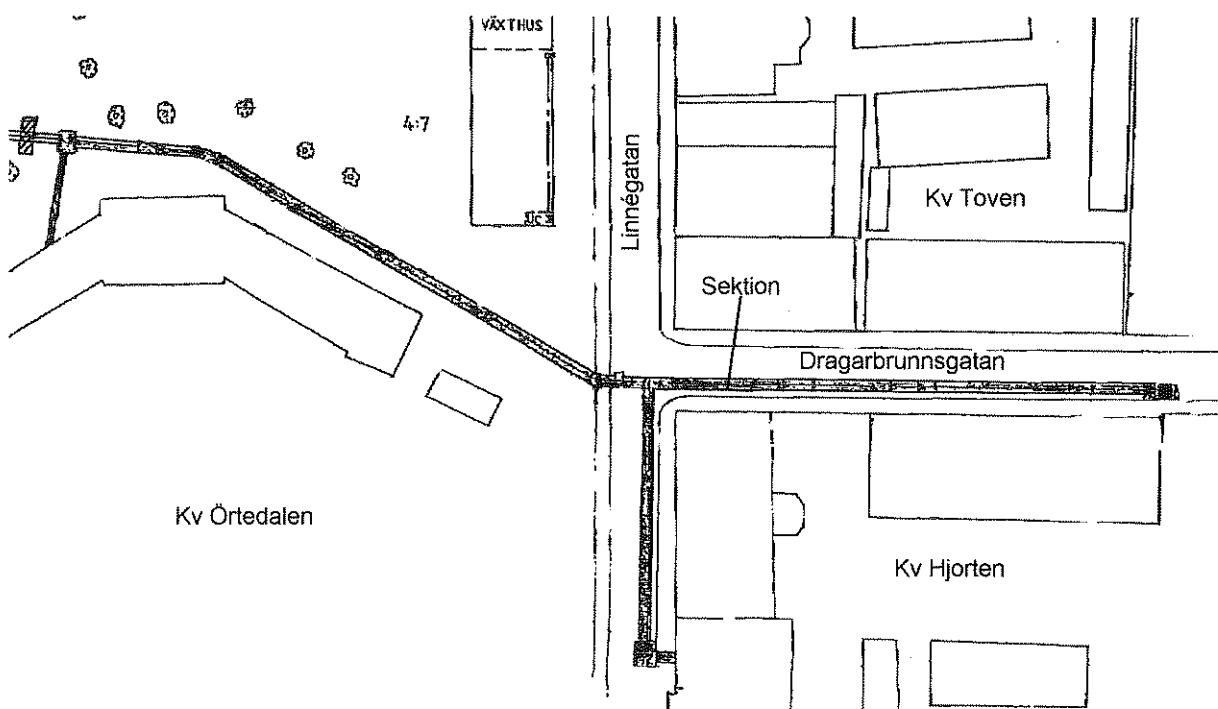 VÄXTHUS
4:7
Linnégatan
Kv Toven
Sektion
Dragarbrunnsgatan
Kv Örtedalen
Kv Hjorten